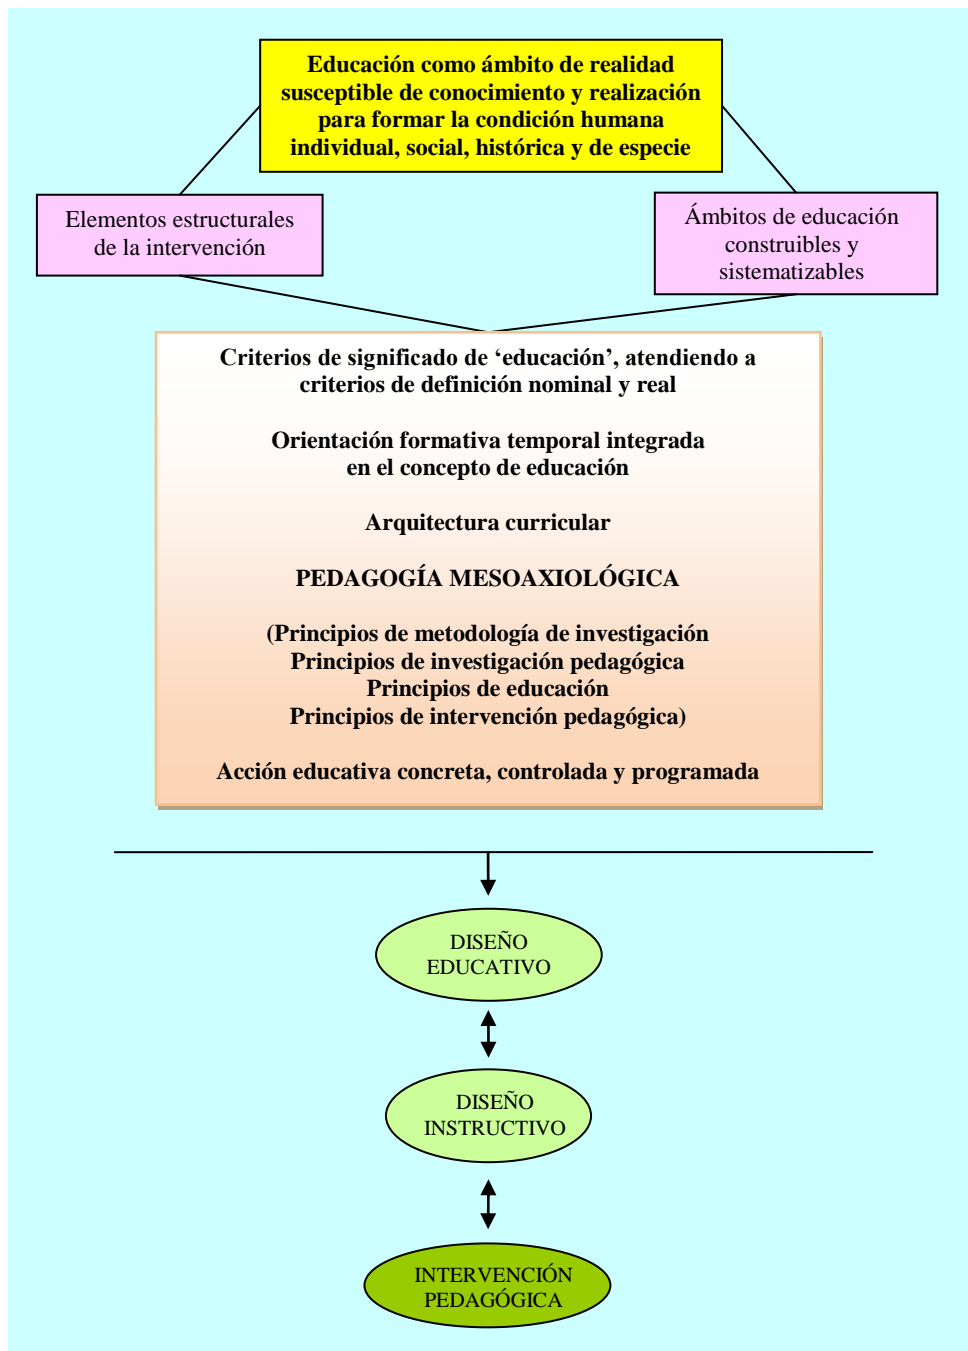 Educación como ámbito de realidad
susceptible de conocimiento y realización
para formar la condición humana
individual, social, histórica y de especie
Elementos estructurales
de la intervención
Ámbitos de educación
construibles y
sistematizables
Criterios de significado de ‘educación’, atendiendo a
criterios de definición nominal y real
Orientación formativa temporal integrada
en el concepto de educación
Arquitectura curricular
PEDAGOGÍA MESOAXIOLÓGICA
(Principios de metodología de investigación
Principios de investigación pedagógica
Principios de educación
Principios de intervención pedagógica)
Acción educativa concreta, controlada y programada
DISEÑO
EDUCATIVO
DISEÑO
INSTRUCTIVO
INTERVENCIÓN
PEDAGÓGICA